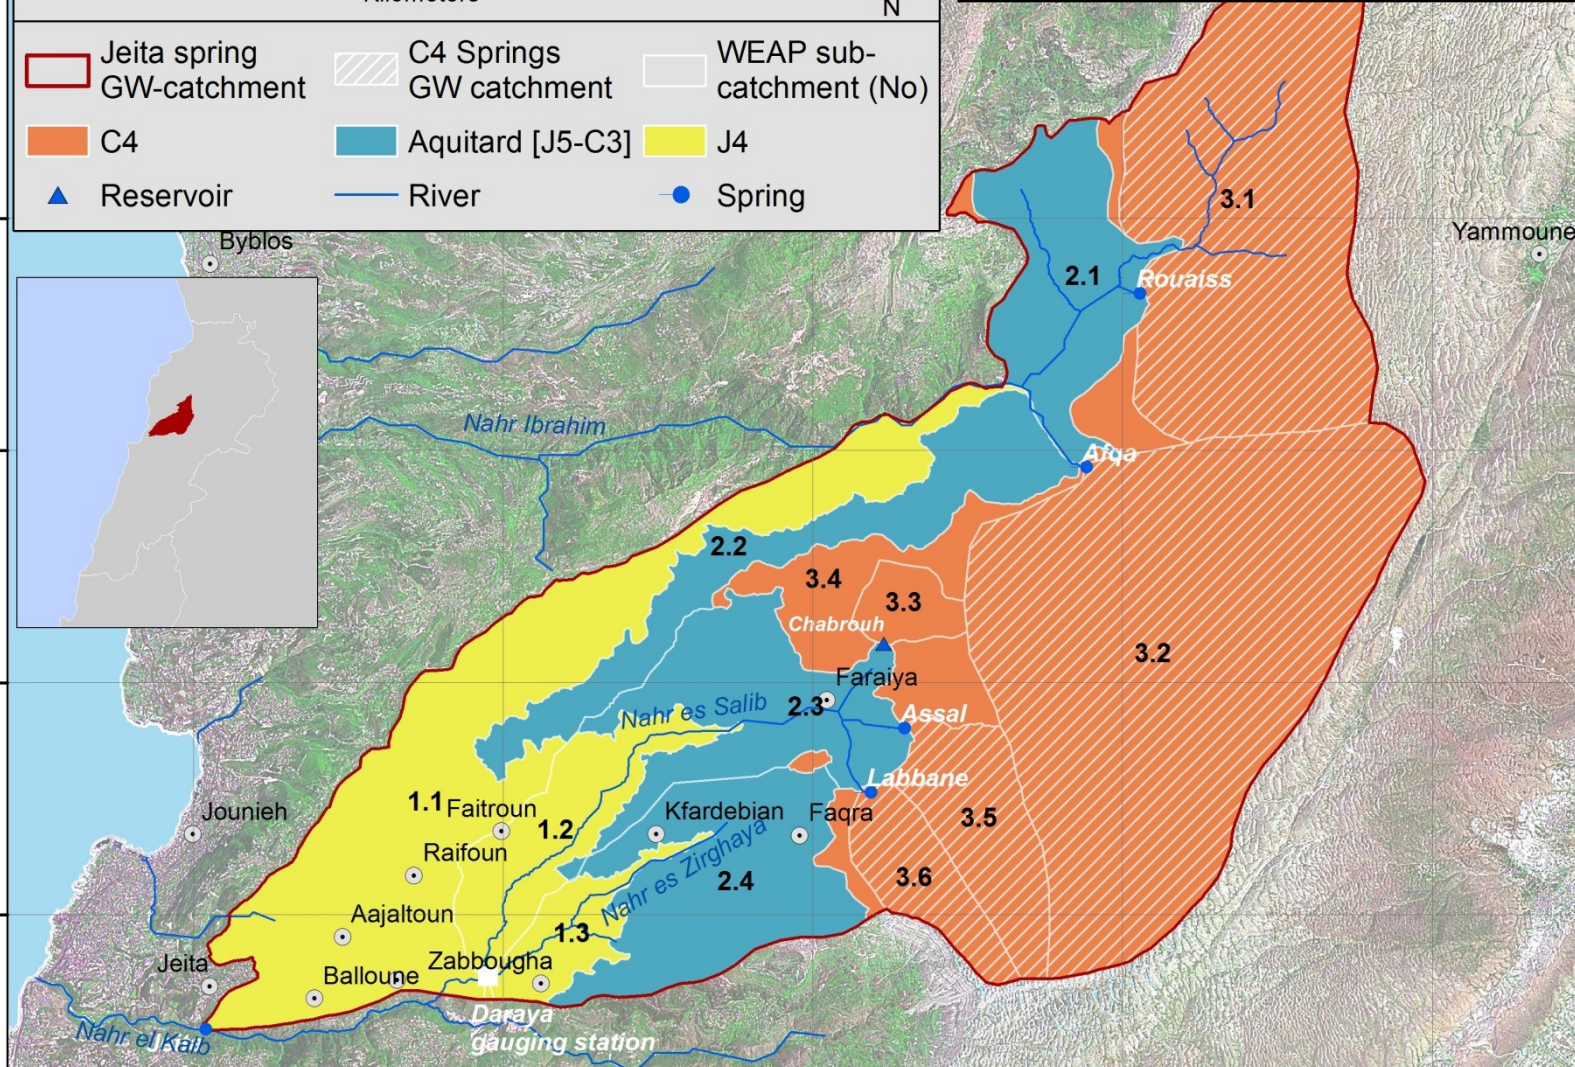 N
Jeita spring
GW-catchment
C4 Springs
GW catchment
WEAP sub-
catchment (No)
C4
Aquitard [J5-C3]
J4
Reservoir
River
Spring
3.1
Byblos
Yammoune
2.1
Rouaiss
Nahr Ibrahim
Afqa
2.2
3.4
3.3
Chabrouh
3.2
Faraiya
2.3
Nahr es Salib
Assal
Labbane
1.1
Faitroun
1.2
Jounieh
Kfardebian
Faqra
3.5
Raifoun
Nahr es Zirghaya
2.4
3.6
Aajaltoun
1.3
Jeita
Balloune
Zabbougha
Daraya
gauging station
Nahr el Kalb